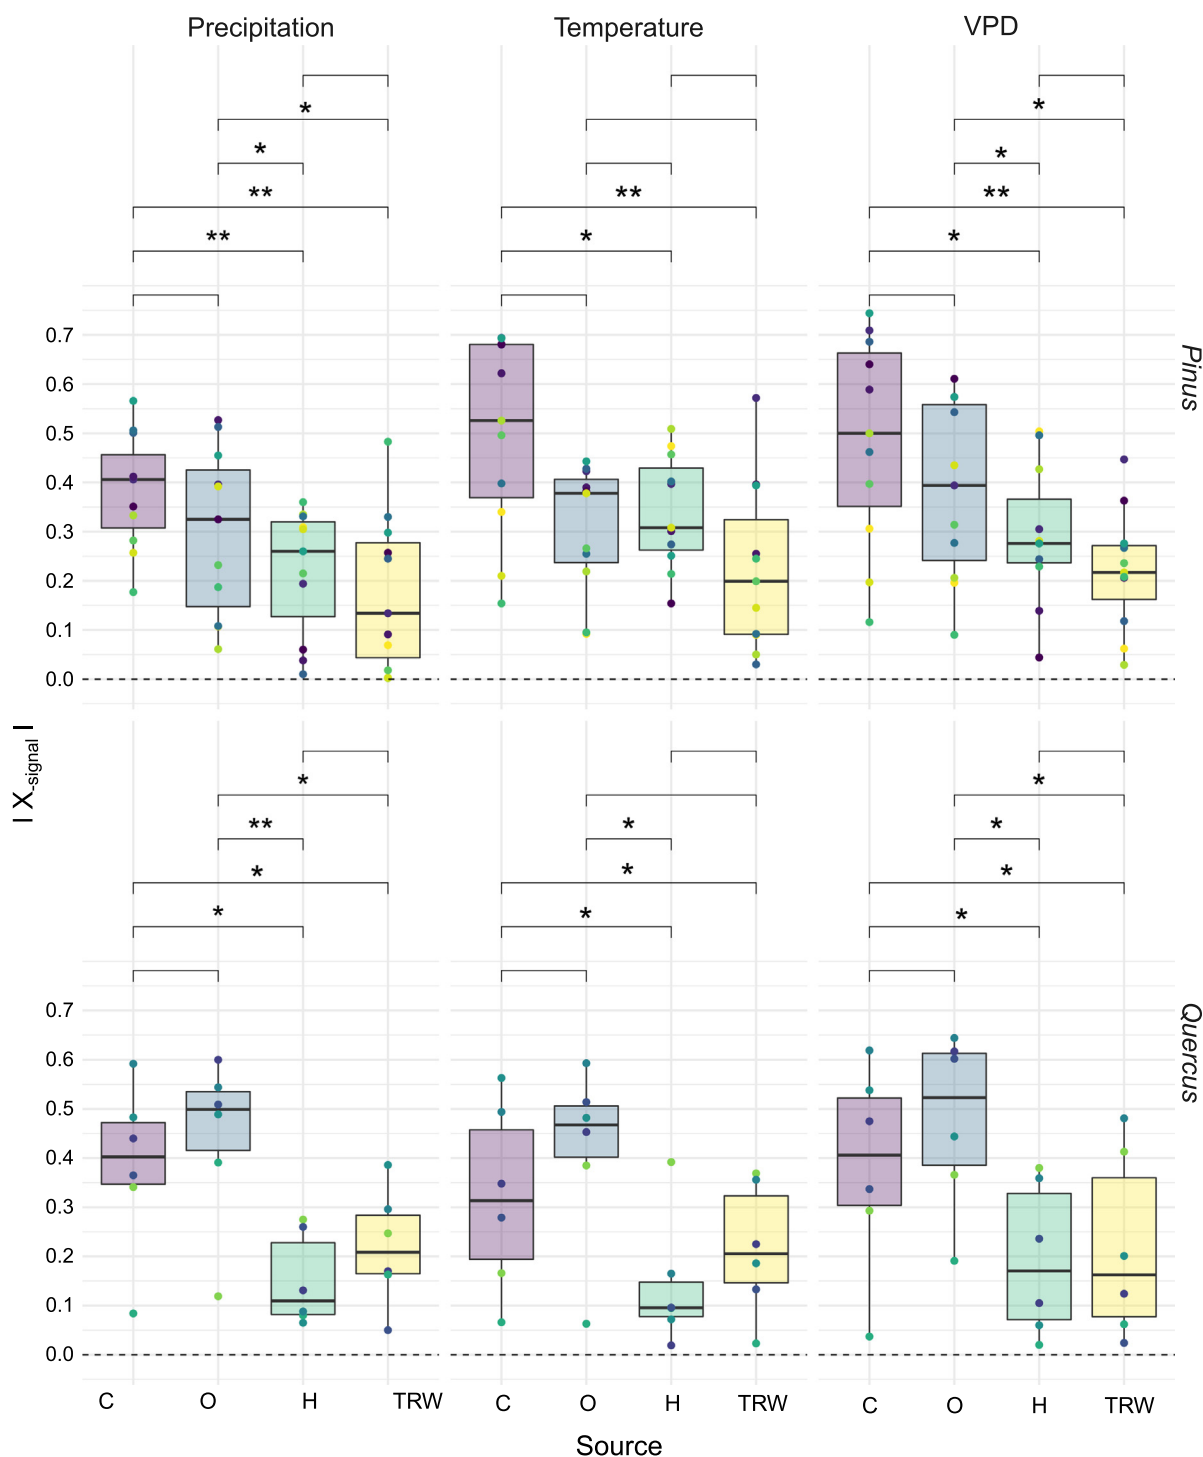 Precipitation Temperature VPD
* * *
* *
** ** **
** * *
0.7
0.6
0.5
0.4
0.3
0.2
0.1
0.0
Pinus
| X-signal |
* *
** * *
* * *
* * *
0.7
0.6
0.5
0.4
0.3
0.2
0.1
0.0
Quercus
C O H TRW C O H TRW C O H TRW
Source